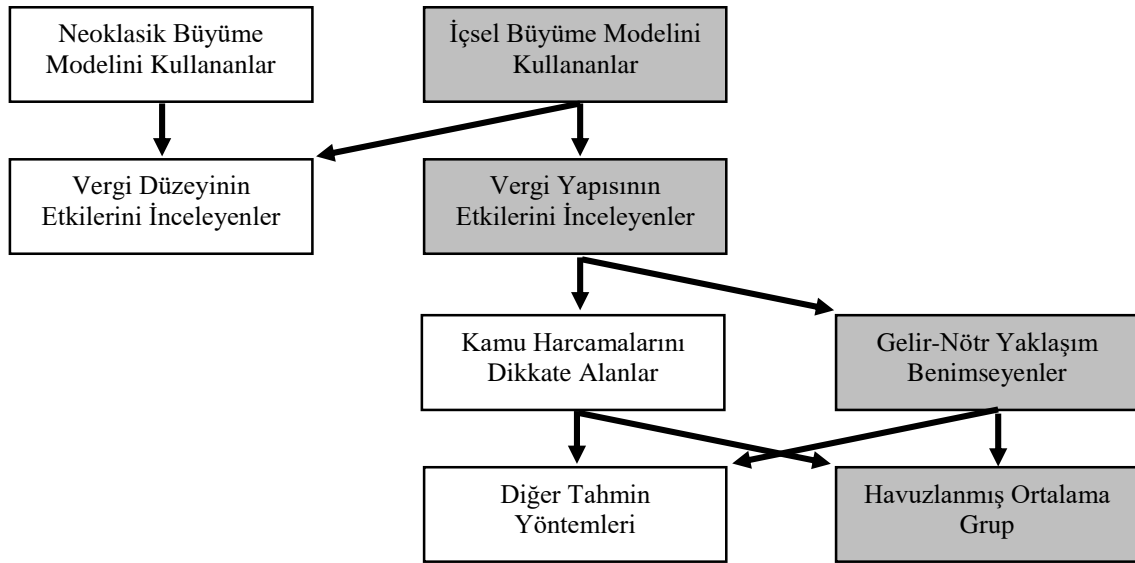 Neoklasik Büyüme
Modelini Kullananlar
İçsel Büyüme Modelini
Kullananlar
Vergi Düzeyinin
Etkilerini İnceleyenler
Vergi Yapısının
Etkilerini İnceleyenler
Kamu Harcamalarını
Dikkate Alanlar
Gelir-Nötr Yaklaşım
Benimseyenler
Diğer Tahmin
Yöntemleri
Havuzlanmış Ortalama
Grup